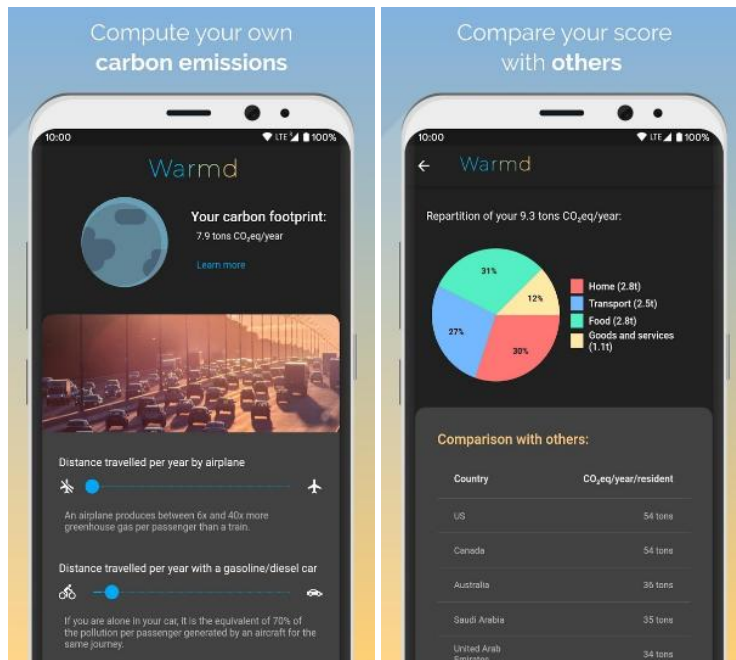 Compute your own
carbon emissions
10:00
LTE
100%
Warmd
Your carbon footprint:
7.9 tons CO₂eq/year
Learn more
Distance travelled per year by airplane
An airplane produces between 6x and 40x more
greenhouse gas per passenger than a train.
Distance travelled per year with a gasoline/diesel car
If you are alone in your car, it is the equivalent of 70% of
the pollution per passenger generated by an aircraft for the
same journey.
Compare your score
with others
10:00
LTE
100%
Warmd
Repartition of your 9.3 tons CO₂eq/year:
31%
12%
27%
30%
Home (2.8t)
Transport (2.5t)
Food (2.8t)
Goods and services
(1.1t)
Comparison with others:
Country CO₂eq/year/resident
US 54 tons
Canada 54 tons
Australia 36 tons
Saudi Arabia 35 tons
United Arab
Emirates 34 tons